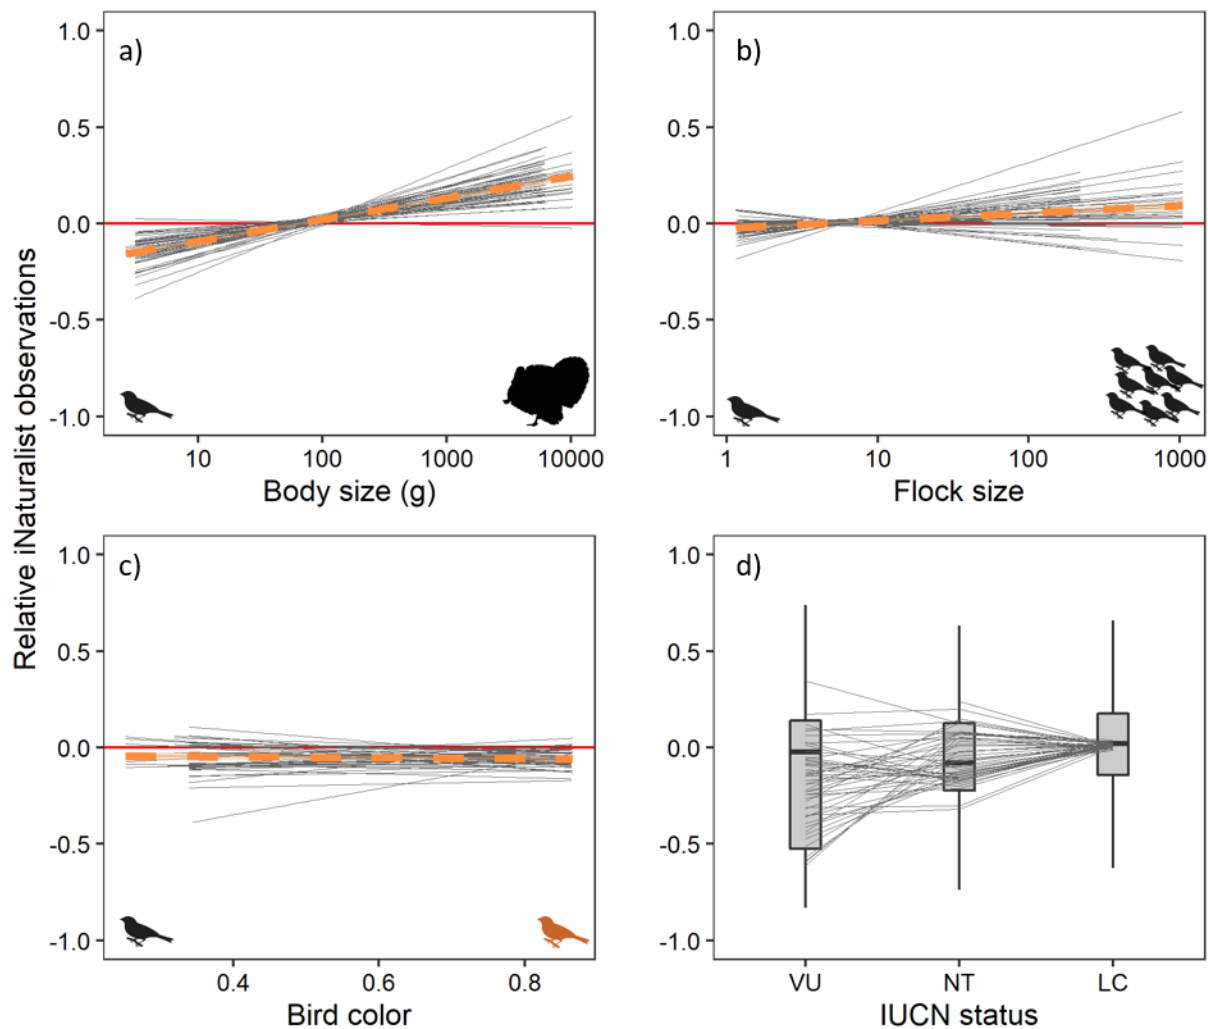 Relative iNaturalist observations
a)
1.0
0.5
0.0
-0.5
-1.0
10 100 1000 10000
Body size (g)
b)
1.0
0.5
0.0
-0.5
-1.0
1 10 100 1000
Flock size
c)
1.0
0.5
0.0
-0.5
-1.0
0.4 0.6 0.8
Bird color
d)
1.0
0.5
0.0
-0.5
-1.0
VU NT LC
IUCN status